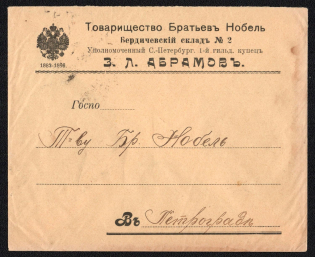 Товарищество Братьевъ Нобель
Бердичевскій складъ № 2
Уполномоченный С.-Петербург. 1-й гильд. купецъ
З. Л. АБРАМОВЪ.
1882-1896.
Госпо
Т-ву Бр. Нобель
Въ Петроградъ